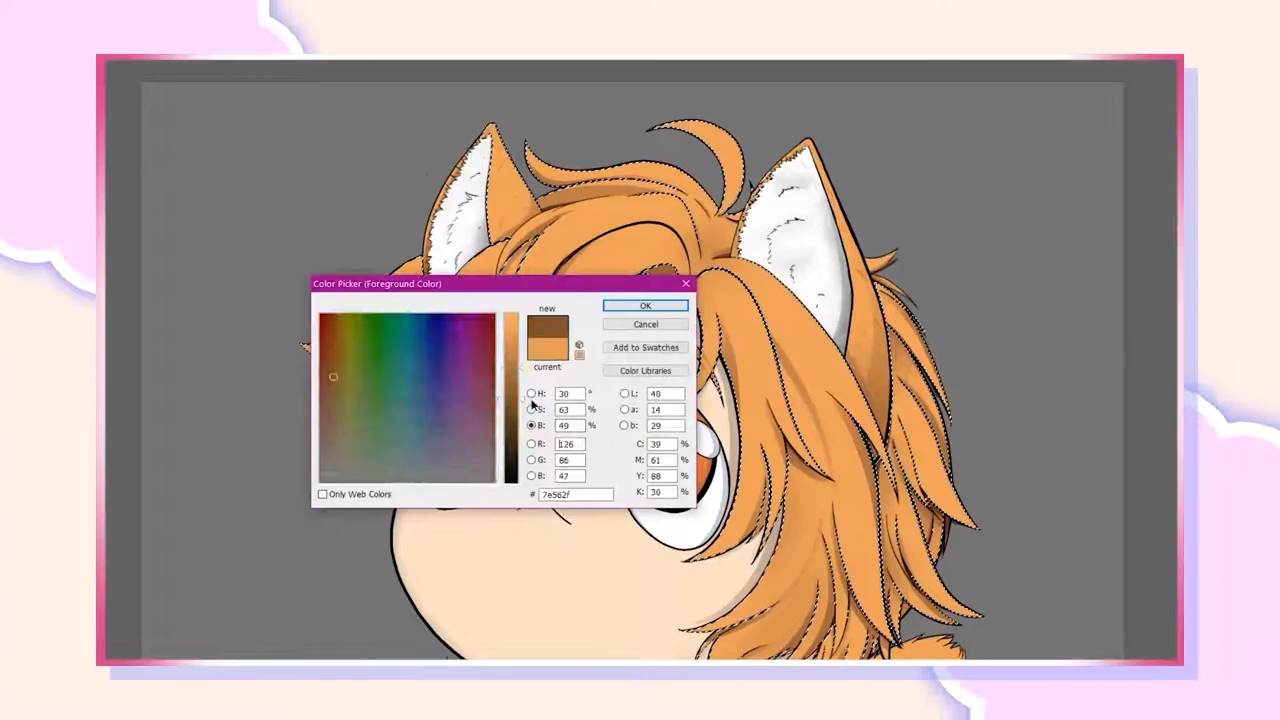 Color Picker (Foreground Color)
new
current
OK
Cancel
Add to Swatches
Color Libraries
H: 30 °
S: 63 %
B: 49 %
R: 126
G: 86
B: 47
# 7e562f
L: 40
a: 14
b: 29
C: 39 %
M: 61 %
Y: 88 %
K: 30 %
Only Web Colors